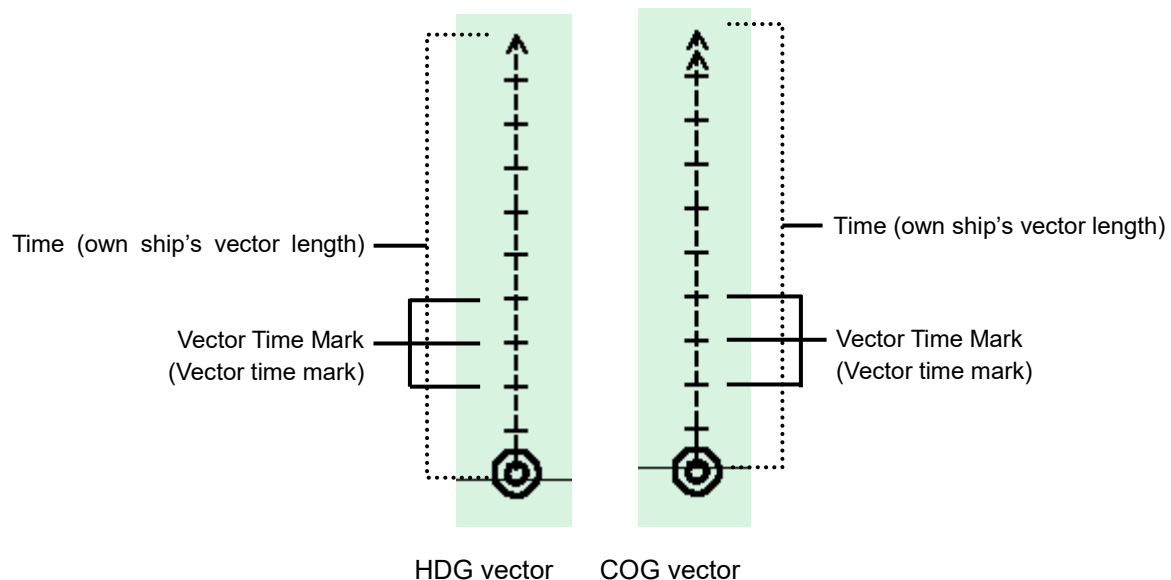 Time (own ship's vector length)
Vector Time Mark
(Vector time mark)
Time (own ship's vector length)
Vector Time Mark
(Vector time mark)
HDG vector
COG vector